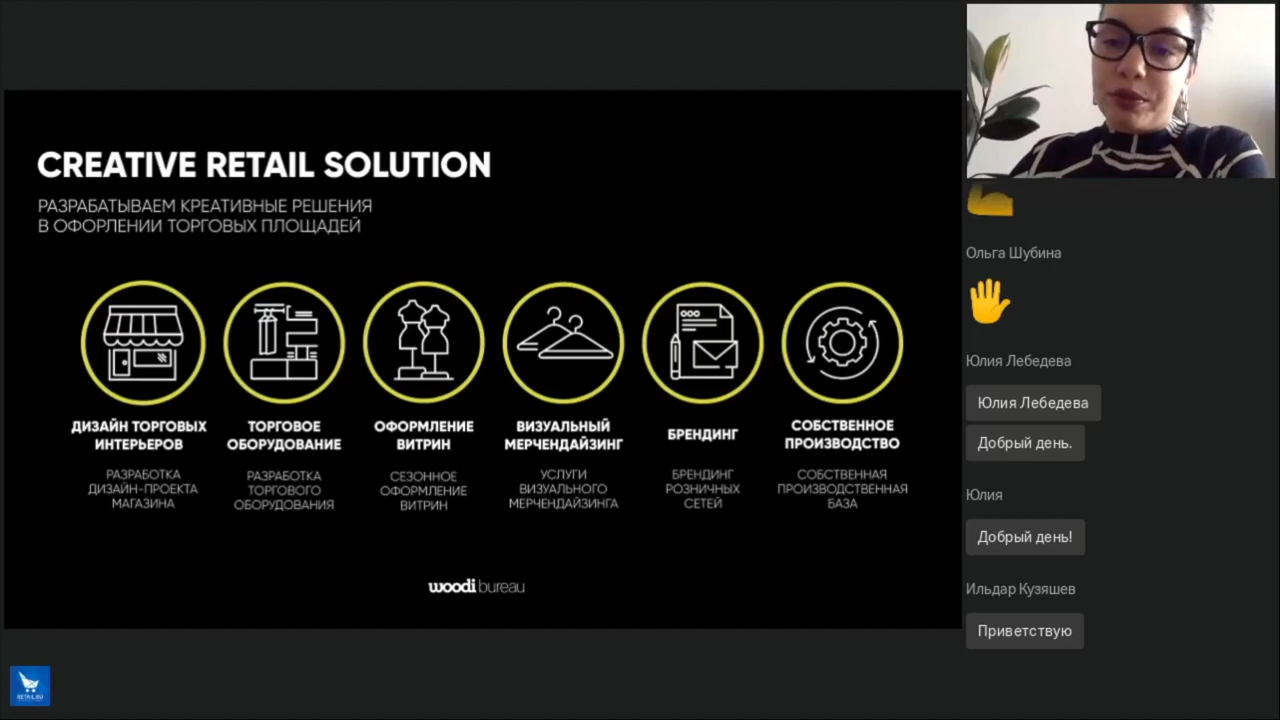 CREATIVE RETAIL SOLUTION
РАЗРАБАТЫВАЕМ КРЕАТИВНЫЕ РЕШЕНИЯ
В ОФОРЛЕНИИ ТОРГОВЫХ ПЛОЩАДЕЙ
ДИЗАЙН ТОРГОВЫХ
ИНТЕРЬЕРОВ
РАЗРАБОТКА
ДИЗАЙН-ПРОЕКТА
МАГАЗИНА
ТОРГОВОЕ
ОБОРУДОВАНИЕ
РАЗРАБОТКА
ТОРГОВОГО
ОБОРУДОВАНИЯ
ОФОРМЛЕНИЕ
ВИТРИН
СЕЗОННОЕ
ОФОРМЛЕНИЕ
ВИТРИН
ВИЗУАЛЬНЫЙ
МЕРЧЕНДАЙЗИНГ
УСЛУГИ
ВИЗУАЛЬНОГО
МЕРЧЕНДАЙЗИНГА
БРЕНДИНГ
БРЕНДИНГ
РОЗНИЧНЫХ
СЕТЕЙ
СОБСТВЕННОЕ
ПРОИЗВОДСТВО
СОБСТВЕННАЯ
ПРОИЗВОДСТВЕННАЯ
БАЗА
woodi bureau
RETAIL.RU
Ольга Шубина
Юлия Лебедева
Юлия Лебедева
Добрый день.
Юлия
Добрый день!
Ильдар Кузяшев
Приветствую